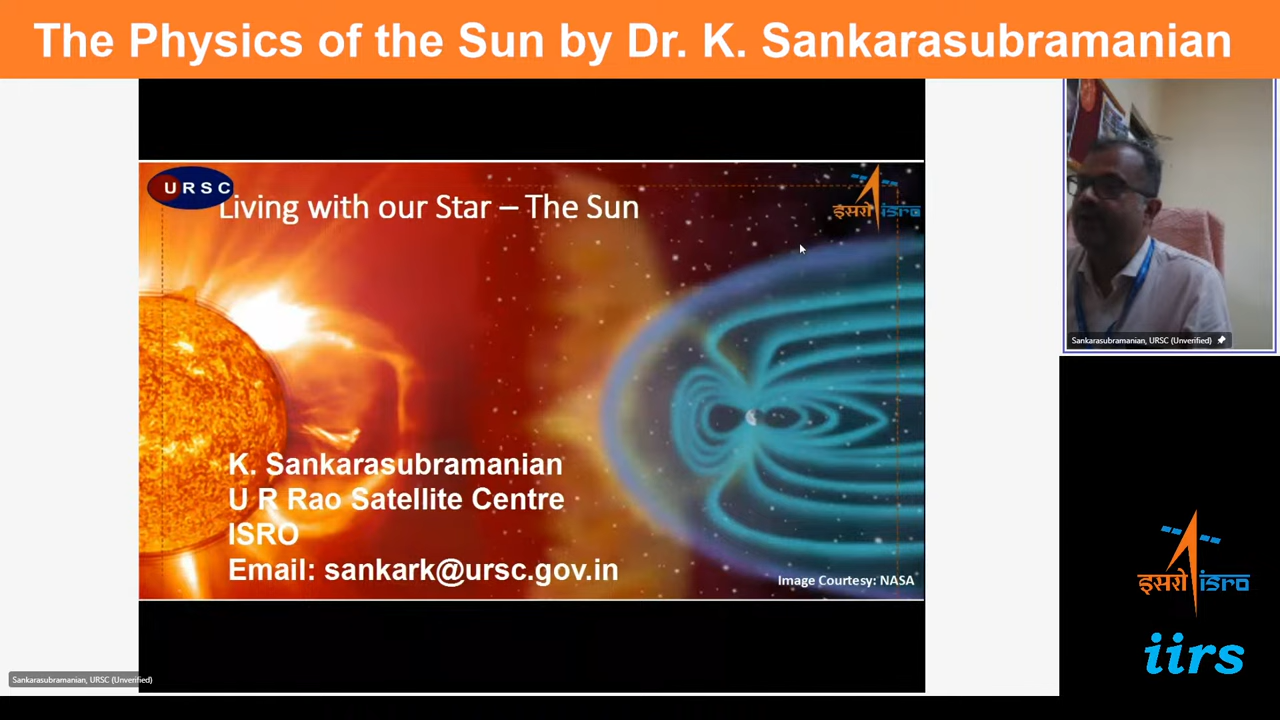 The Physics of the Sun by Dr. K. Sankarasubramanian
URSC
Living with our Star – The Sun
इसरो isro
K. Sankarasubramanian
U R Rao Satellite Centre
ISRO
Email: sankark@ursc.gov.in
Image Courtesy: NASA
Sankarasubramanian, URSC (Unverified)
इसरो isro
iirs
Sankarasubramanian, URSC (Unverified)